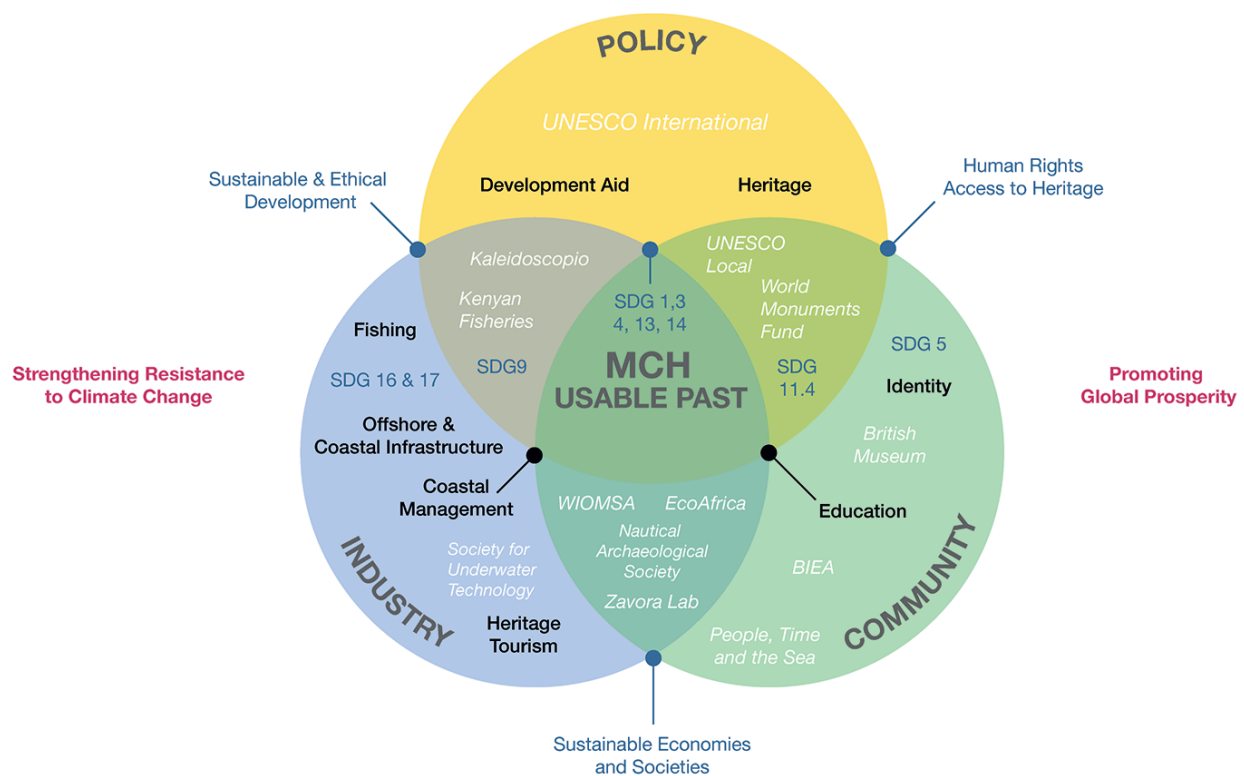 POLICY
UNESCO International
Sustainable & Ethical
Development
Human Rights
Access to Heritage
Development Aid
Heritage
Kaleidoscopio
UNESCO
Local
Kenyan
Fisheries
World
Monuments
Fund
SDG 1,3
4, 13, 14
Fishing
SDG 5
SDG9
MCH
USABLE PAST
SDG
11.4
SDG 16 & 17
Identity
Strengthening Resistance
to Climate Change
Promoting
Global Prosperity
Offshore &
Coastal Infrastructure
British
Museum
Coastal
Management
WIOMSA
EcoAfrica
Education
Nautical
Archaeological
Society
Society for
Underwater
Technology
BIEA
INDUSTRY
COMMUNITY
Zavora Lab
Heritage
Tourism
People, Time
and the Sea
Sustainable Economies
and Societies